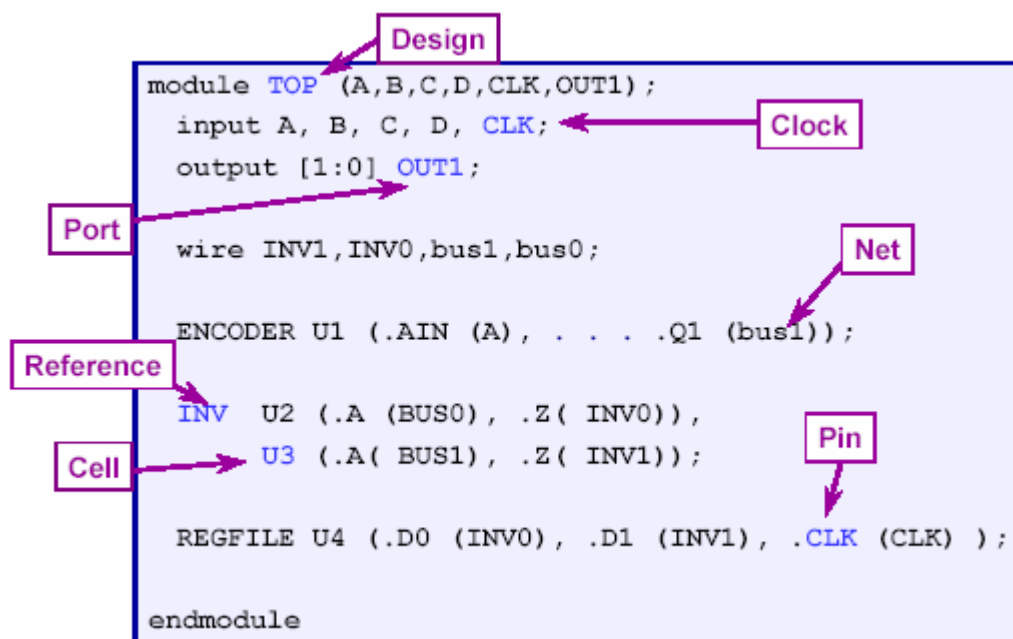 Design
module TOP (A,B,C,D,CLK,OUT1);
input A, B, C, D, CLK;
Clock
output [1:0] OUT1;
Port
wire INV1,INV0,bus1,bus0;
Net
ENCODER U1 (.AIN (A), . . . .Q1 (bus1));
Reference
INV U2 (.A (BUS0), .Z( INV0)),
Pin
Cell
U3 (.A( BUS1), .Z( INV1));
REGFILE U4 (.D0 (INV0), .D1 (INV1), .CLK (CLK) );
endmodule